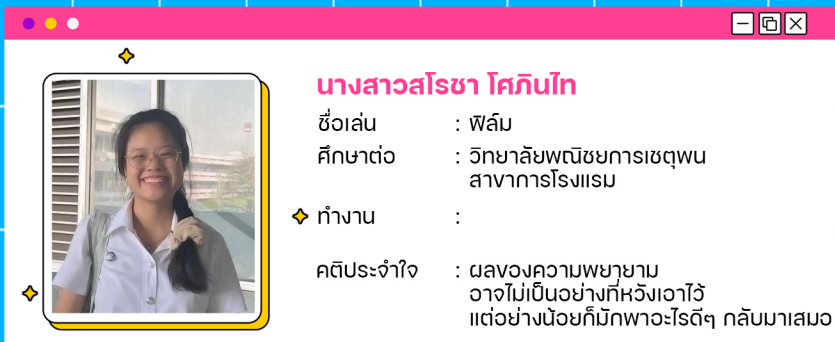 นางสาวสโรชา โศภินไท
ชื่อเล่น : ฟิล์ม
ศึกษาต่อ : วิทยาลัยพณิชยการเชตุพน
สาขาการโรงแรม
ทำงาน :
คติประจำใจ : ผลของความพยายาม
อาจไม่เป็นอย่างที่หวังเอาไว้
แต่อย่างน้อยก็มักพาอะไรดีๆ กลับมาเสมอ